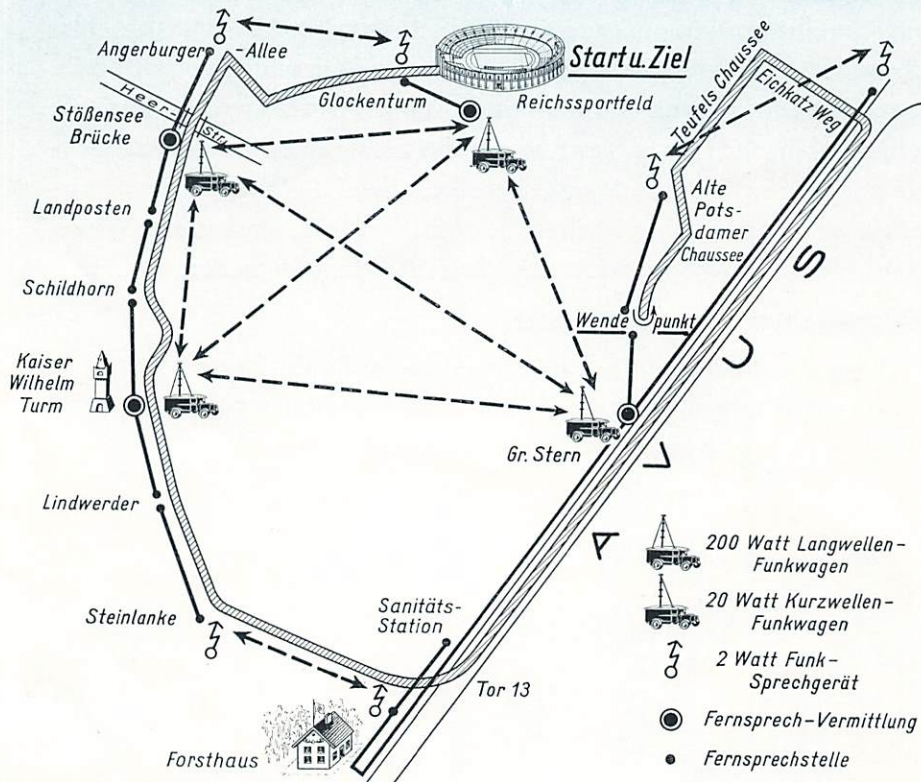 Angerburger
-Allee
Start u. Ziel
Glockenturm
Reichssportfeld
Heer-
Str.
Stößensee
Brücke
Teufels Chaussee
Eichkatz Weg
Landposten
Alte
Pots-
damer
Chaussee
Schildhorn
Wende
punkt
Kaiser
Wilhelm
Turm
Gr. Stern
AVUS
Lindwerder
200 Watt Langwellen-
Funkwagen
20 Watt Kurzwellen-
Funkwagen
Steinlanke
Sanitäts-
Station
2 Watt Funk-
Sprechgerät
Tor 13
Fernsprech-Vermittlung
Forsthaus
Fernsprechstelle